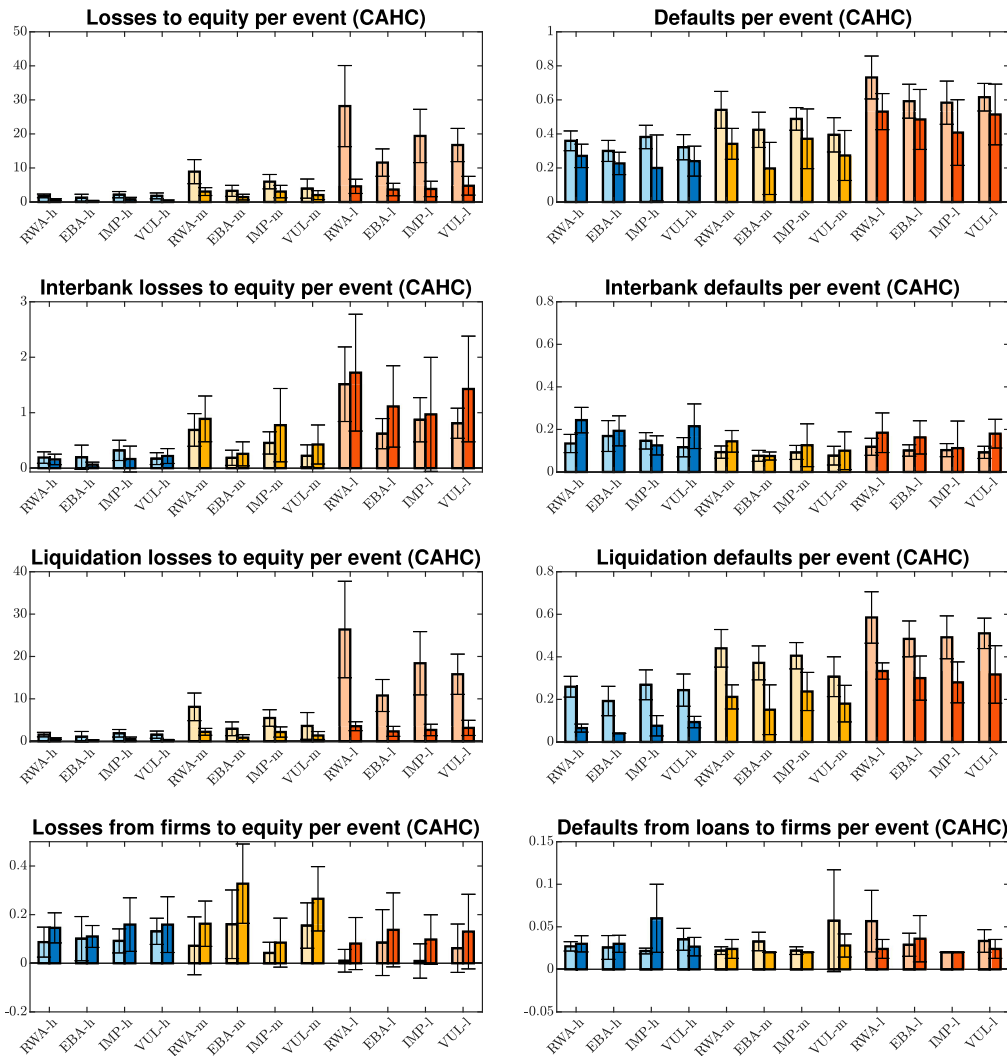 Losses to equity per event (CAHC)
50
40
30
20
10
0
RWA-h EBA-h IMP-h VUL-h RWA-m EBA-m IMP-m VUL-m RWA-l EBA-l IMP-l VUL-l
Defaults per event (CAHC)
1
0.8
0.6
0.4
0.2
0
RWA-h EBA-h IMP-h VUL-h RWA-m EBA-m IMP-m VUL-m RWA-l EBA-l IMP-l VUL-l
Interbank losses to equity per event (CAHC)
3
2
1
0
RWA-h EBA-h IMP-h VUL-h RWA-m EBA-m IMP-m VUL-m RWA-l EBA-l IMP-l VUL-l
Interbank defaults per event (CAHC)
0.8
0.6
0.4
0.2
0
RWA-h EBA-h IMP-h VUL-h RWA-m EBA-m IMP-m VUL-m RWA-l EBA-l IMP-l VUL-l
Liquidation losses to equity per event (CAHC)
40
30
20
10
0
RWA-h EBA-h IMP-h VUL-h RWA-m EBA-m IMP-m VUL-m RWA-l EBA-l IMP-l VUL-l
Liquidation defaults per event (CAHC)
0.8
0.6
0.4
0.2
0
RWA-h EBA-h IMP-h VUL-h RWA-m EBA-m IMP-m VUL-m RWA-l EBA-l IMP-l VUL-l
Losses from firms to equity per event (CAHC)
0.4
0.2
0
-0.2
RWA-h EBA-h IMP-h VUL-h RWA-m EBA-m IMP-m VUL-m RWA-l EBA-l IMP-l VUL-l
Defaults from loans to firms per event (CAHC)
0.15
0.1
0.05
0
-0.05
RWA-h EBA-h IMP-h VUL-h RWA-m EBA-m IMP-m VUL-m RWA-l EBA-l IMP-l VUL-l